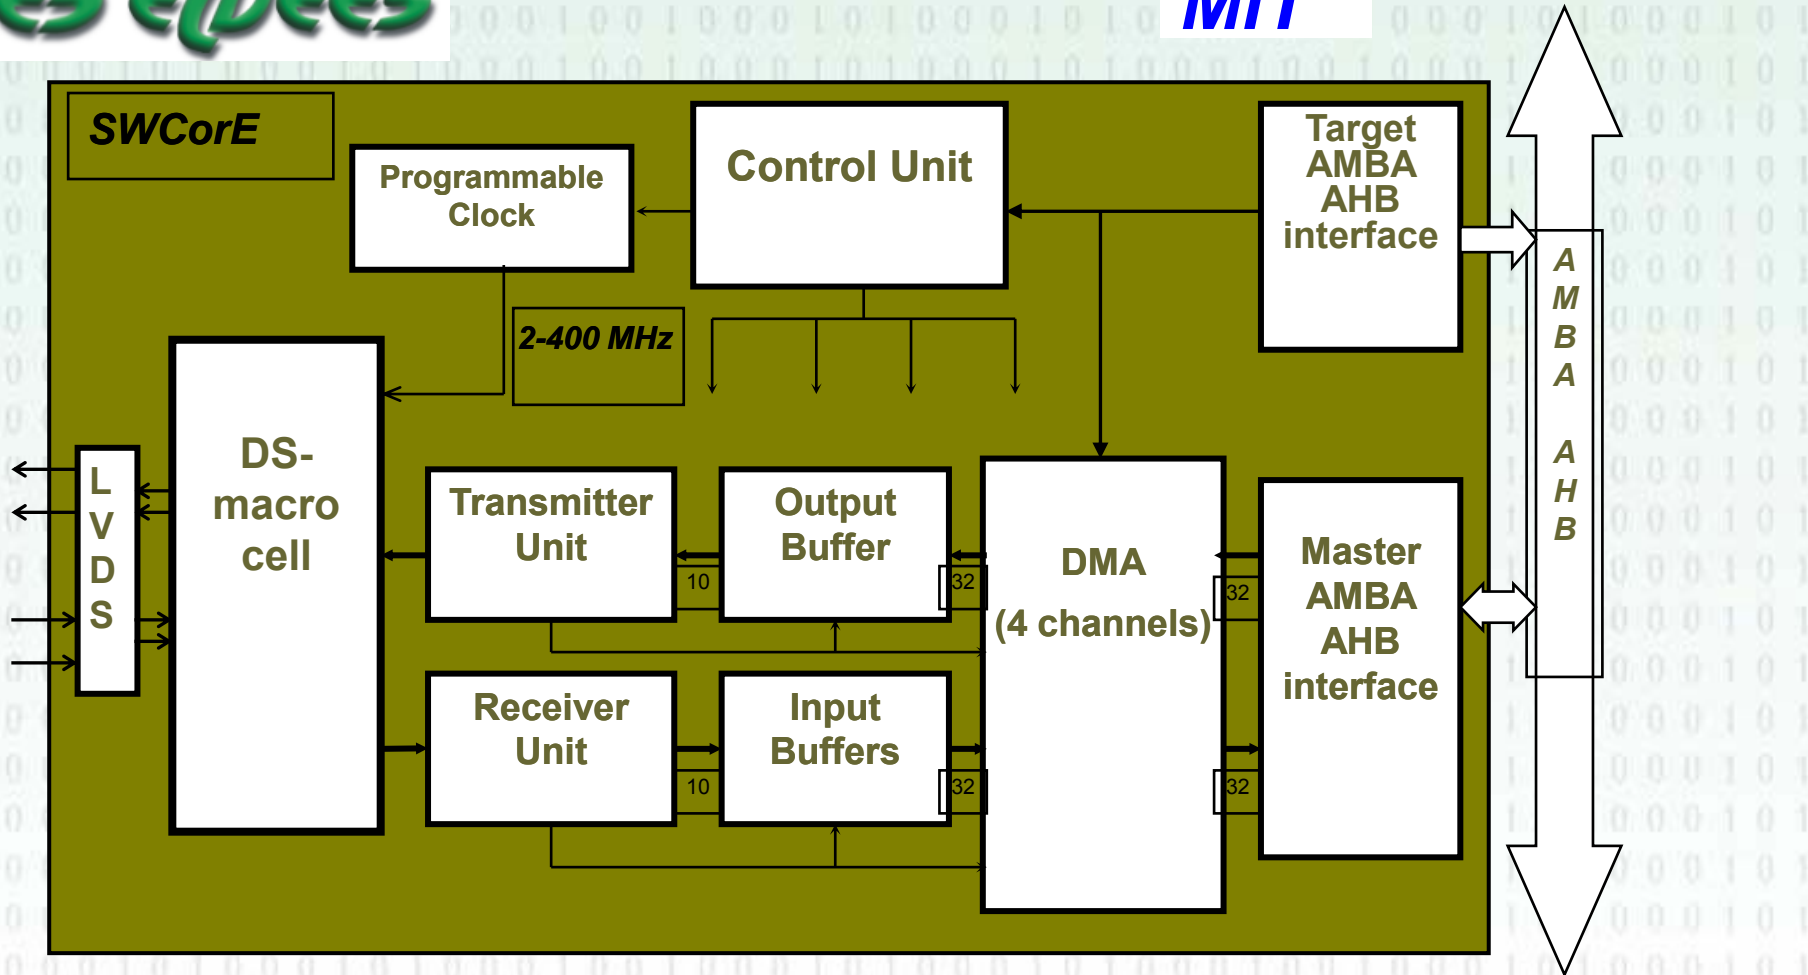 MIT
SWCorE
Programmable
Clock
Control Unit
Target
AMBA
AHB
interface
2-400 MHz
A
M
B
A
A
H
B
L
V
D
S
DS-
macro
cell
Transmitter
Unit
10
Output
Buffer
32
DMA
(4 channels)
32
Master
AMBA
AHB
interface
Receiver
Unit
10
Input
Buffers
32
32